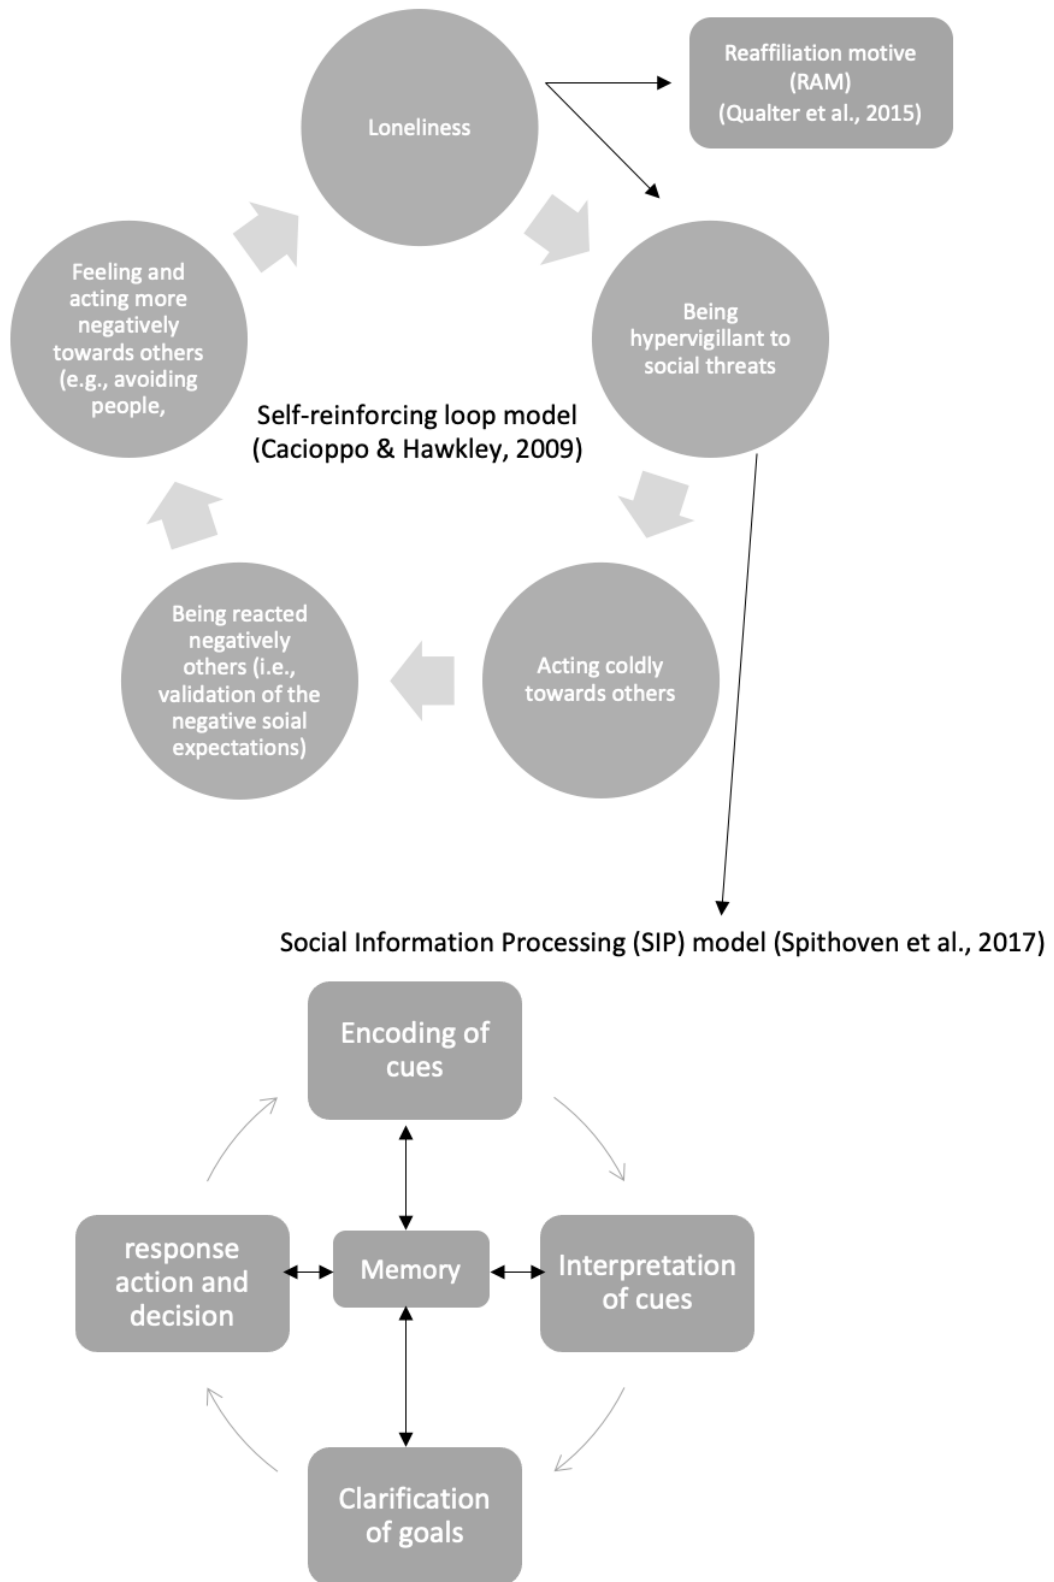 Loneliness
Reaffiliation motive
(RAM)
(Qualter et al., 2015)
Feeling and
acting more
negatively
towards others
(e.g., avoiding
people,
Being
hypervigillant to
social threats
Self-reinforcing loop model
(Cacioppo & Hawkley, 2009)
Being reacted
negatively
others (i.e.,
validation of the
negative soial
expectations)
Acting coldly
towards others
Social Information Processing (SIP) model (Spithoven et al., 2017)
Encoding of
cues
response
action and
decision
Memory
Interpretation
of cues
Clarification
of goals